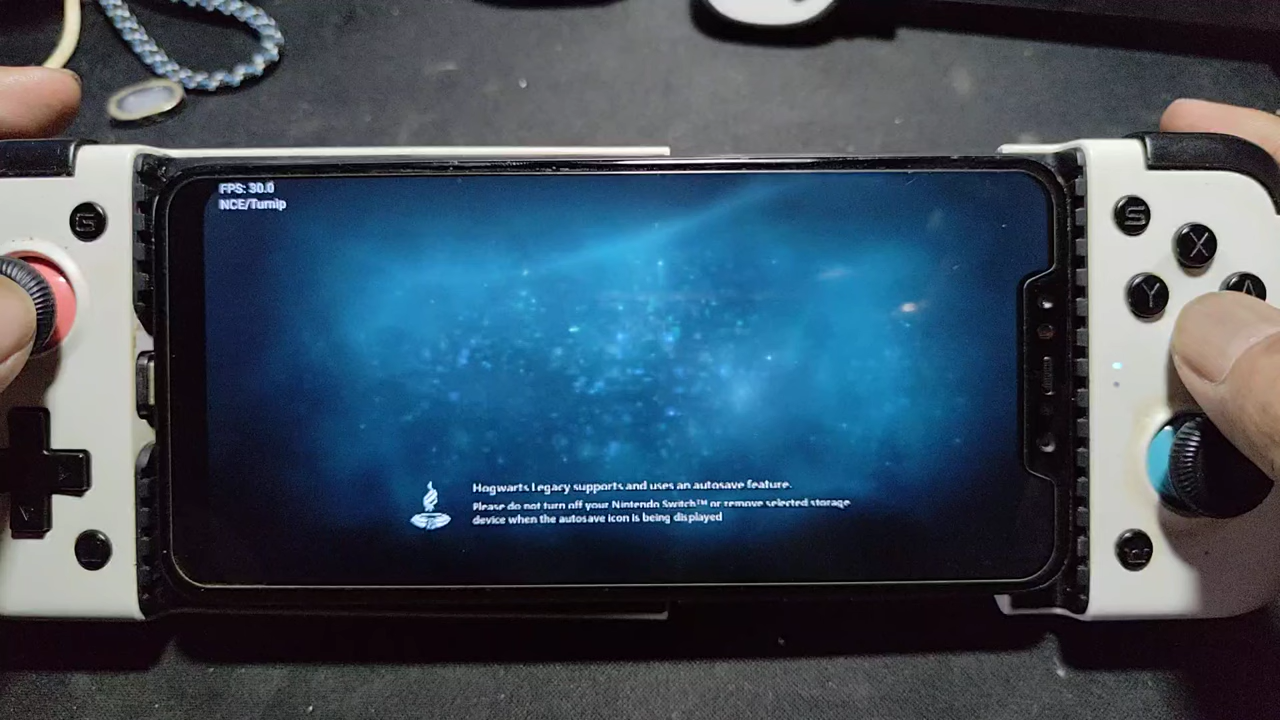 FPS: 30.0
NCE/Turnip
Hogwarts Legacy supports and uses an autosave feature.
Please do not turn off your Nintendo Switch™ or remove selected storage
device when the autosave icon is being displayed
G
S
X
Y
A